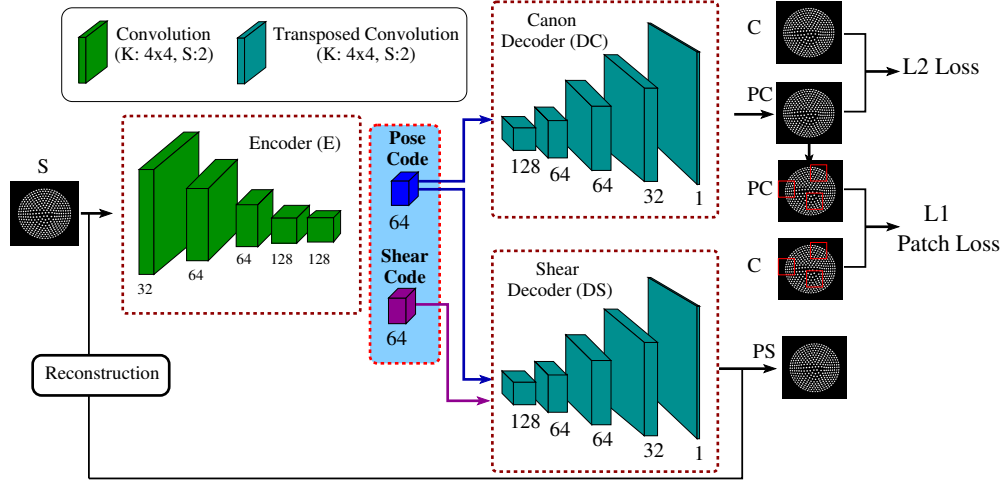 Convolution
(K: 4x4, S:2)
Transposed Convolution
(K: 4x4, S:2)
Canon
Decoder (DC)
C
L2 Loss
PC
Encoder (E)
Pose
Code
64
128
64
64
32
1
S
32
64
64
128
128
Shear
Code
64
PC
L1
Patch Loss
C
Shear
Decoder (DS)
128
64
64
32
1
PS
Reconstruction